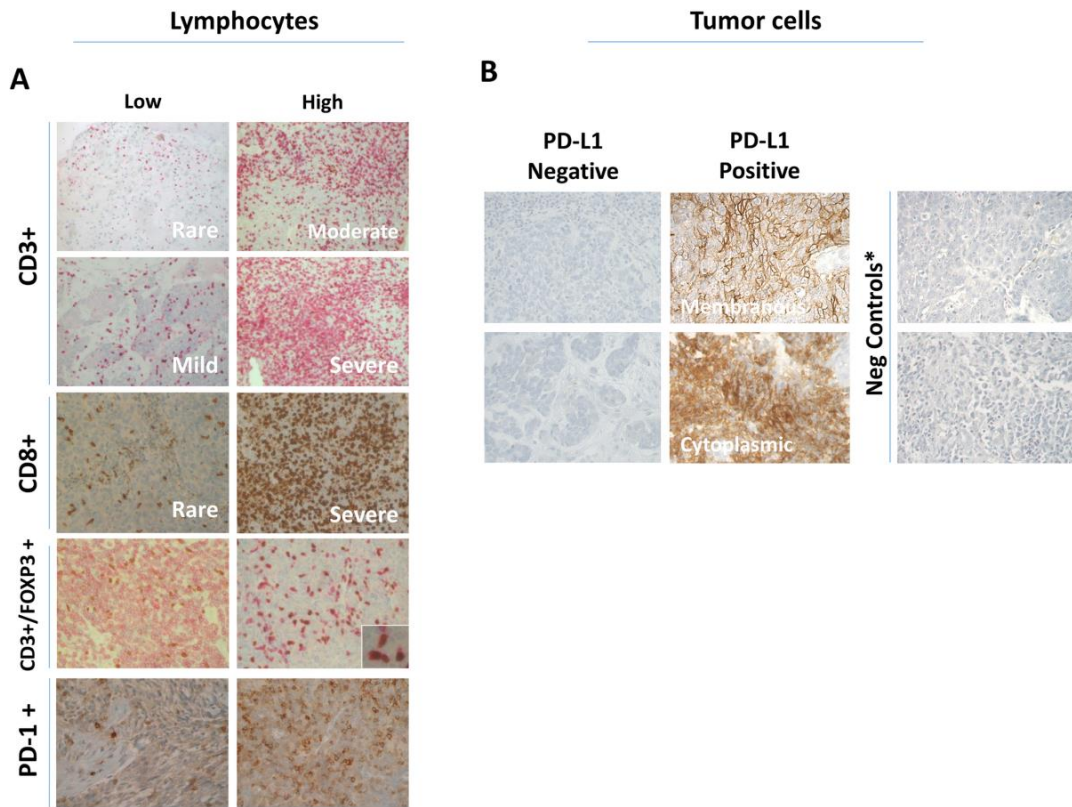 Lymphocytes
Tumor cells
A
B
Low
High
CD3+
Rare
Moderate
Mild
Severe
CD8+
Rare
Severe
CD3+/FOXP3 +
PD-1 +
PD-L1
Negative
PD-L1
Positive
Membranous
Cytoplasmic
Neg Controls*